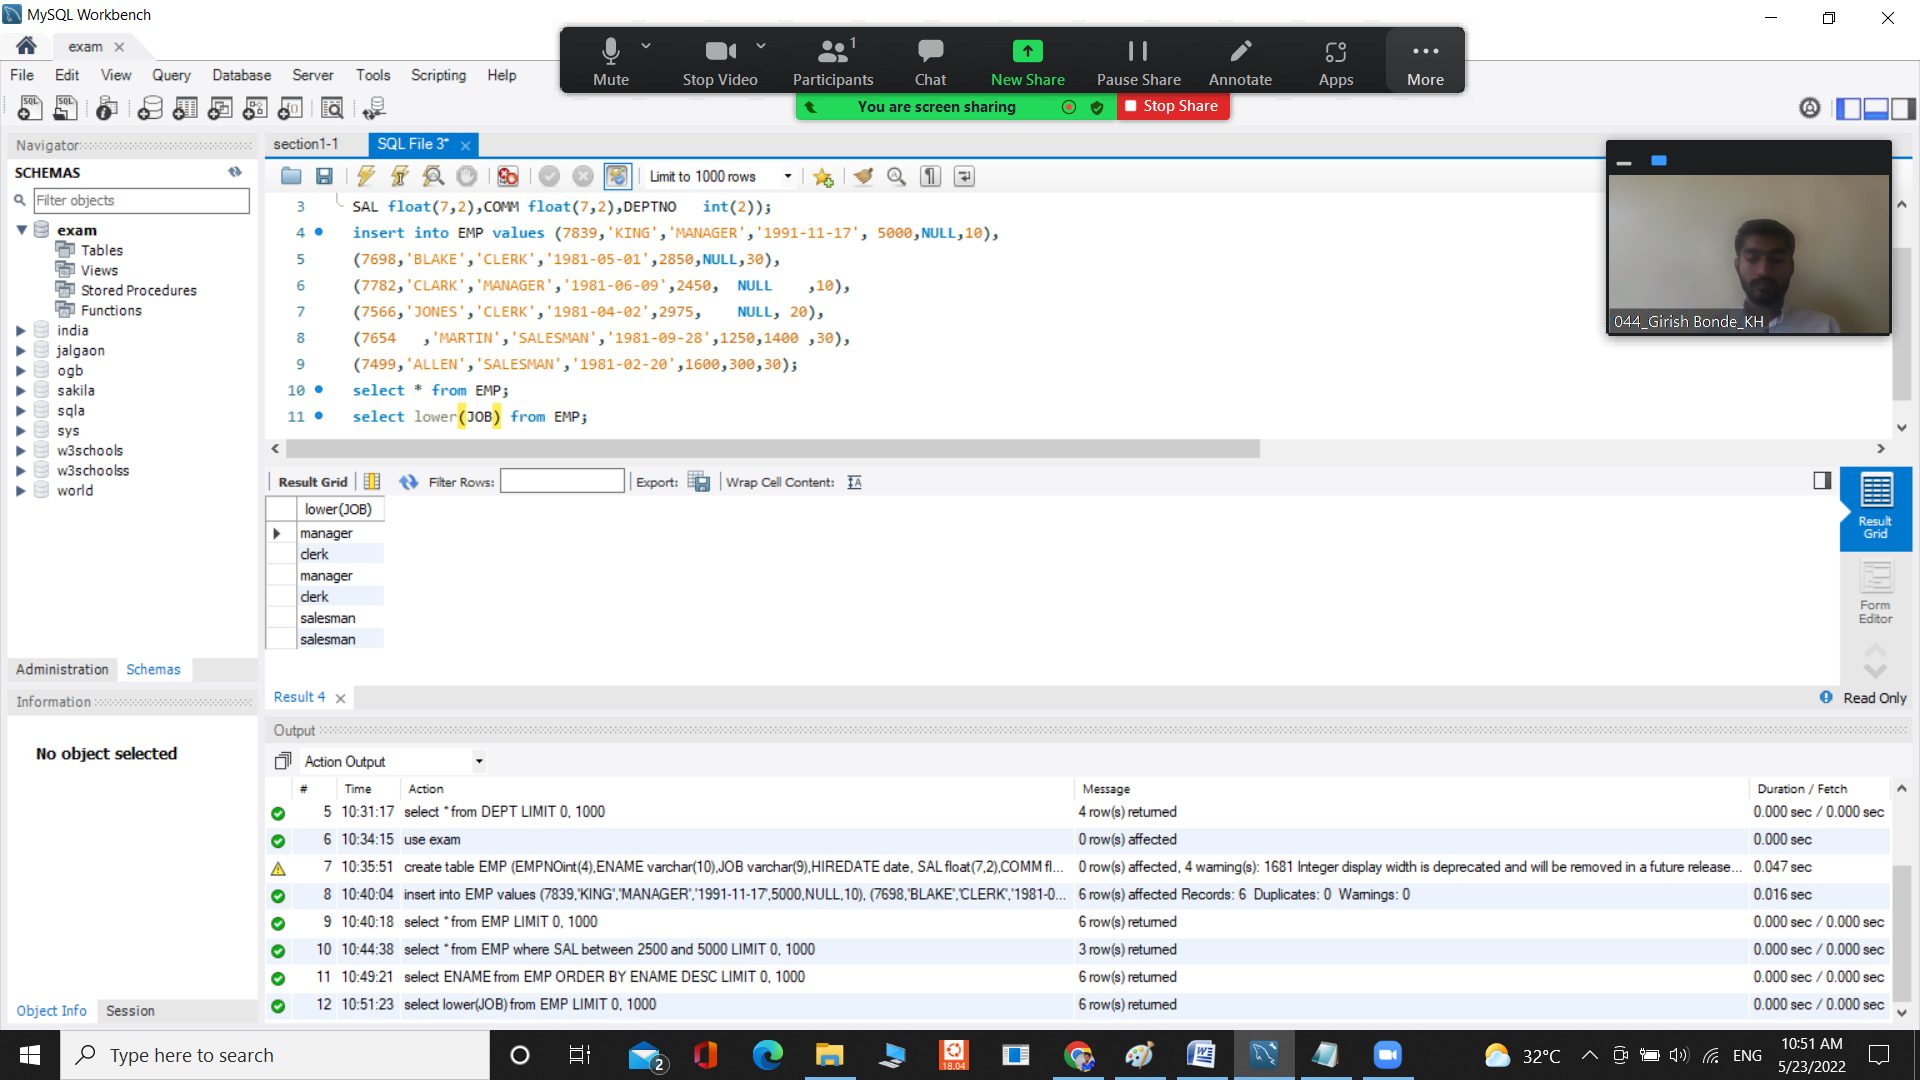 MySQL Workbench
exam
File Edit View Query Database Server Tools Scripting Help
Mute Stop Video Participants 1 Chat New Share Pause Share Annotate Apps More
You are screen sharing Stop Share
Navigator
SCHEMAS
Filter objects
exam
Tables
Views
Stored Procedures
Functions
india
jalgaon
ogb
sakila
sqla
sys
w3schools
w3schoolss
world
Administration Schemas
Information
No object selected
Object Info Session
section1-1 SQL File 3*
Limit to 1000 rows
3 SAL float(7,2),COMM float(7,2),DEPTNO int(2));
4 insert into EMP values (7839,'KING','MANAGER','1991-11-17', 5000,NULL,10),
5 (7698,'BLAKE','CLERK','1981-05-01',2850,NULL,30),
6 (7782,'CLARK','MANAGER','1981-06-09',2450, NULL ,10),
7 (7566,'JONES','CLERK','1981-04-02',2975, NULL, 20),
8 (7654 ,'MARTIN','SALESMAN','1981-09-28',1250,1400 ,30),
9 (7499,'ALLEN','SALESMAN','1981-02-20',1600,300,30);
10 select * from EMP;
11 select lower(JOB) from EMP;
044_Girish Bonde_KH
Result Grid Filter Rows: Export: Wrap Cell Content:
lower(JOB)
manager
clerk
manager
clerk
salesman
salesman
Result Grid
Form Editor
Result 4
Read Only
Output
Action Output
# Time Action Message Duration / Fetch
5 10:31:17 select * from DEPT LIMIT 0, 1000 4 row(s) returned 0.000 sec / 0.000 sec
6 10:34:15 use exam 0 row(s) affected 0.000 sec
7 10:35:51 create table EMP (EMPNOint(4),ENAME varchar(10),JOB varchar(9),HIREDATE date, SAL float(7,2),COMM fl... 0 row(s) affected, 4 warning(s): 1681 Integer display width is deprecated and will be removed in a future release... 0.047 sec
8 10:40:04 insert into EMP values (7839,'KING','MANAGER','1991-11-17',5000,NULL,10), (7698,'BLAKE','CLERK','1981-0... 6 row(s) affected Records: 6 Duplicates: 0 Warnings: 0 0.016 sec
9 10:40:18 select * from EMP LIMIT 0, 1000 6 row(s) returned 0.000 sec / 0.000 sec
10 10:44:38 select * from EMP where SAL between 2500 and 5000 LIMIT 0, 1000 3 row(s) returned 0.000 sec / 0.000 sec
11 10:49:21 select ENAME from EMP ORDER BY ENAME DESC LIMIT 0, 1000 6 row(s) returned 0.000 sec / 0.000 sec
12 10:51:23 select lower(JOB) from EMP LIMIT 0, 1000 6 row(s) returned 0.000 sec / 0.000 sec
Type here to search
2
18.04
32°C ENG
10:51 AM
5/23/2022